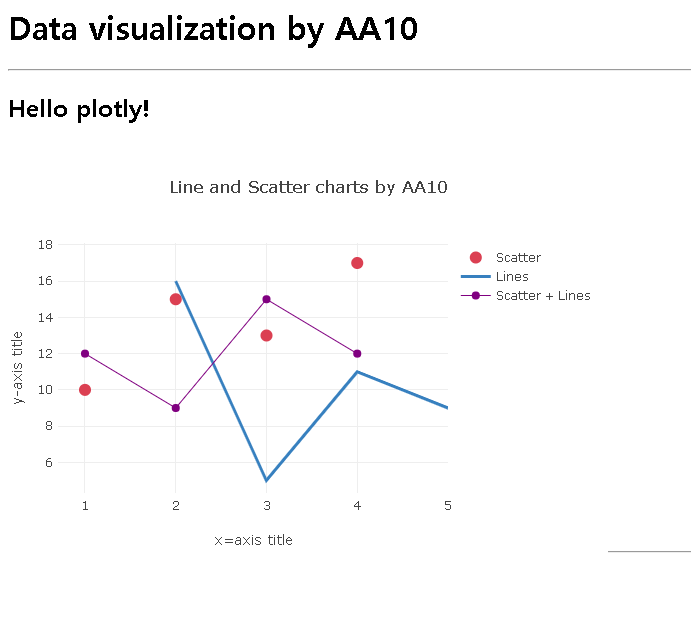 Data visualization by AA10
Hello plotly!
Line and Scatter charts by AA10
18
16
14
12
10
8
6
y-axis title
1 2 3 4 5
x=axis title
Scatter
Lines
Scatter + Lines